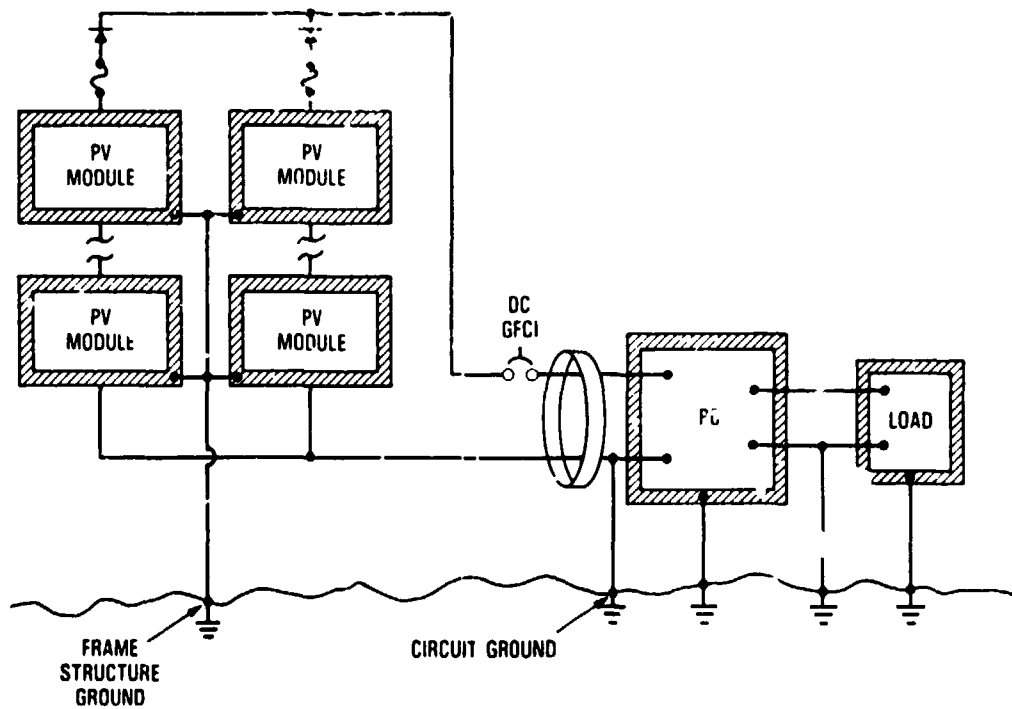 PV
MODULE
PV
MODULE
PV
MODULE
PV
MODULE
DC
GFCI
LOAD
FRAME
STRUCTURE
GROUND
CIRCUIT GROUND